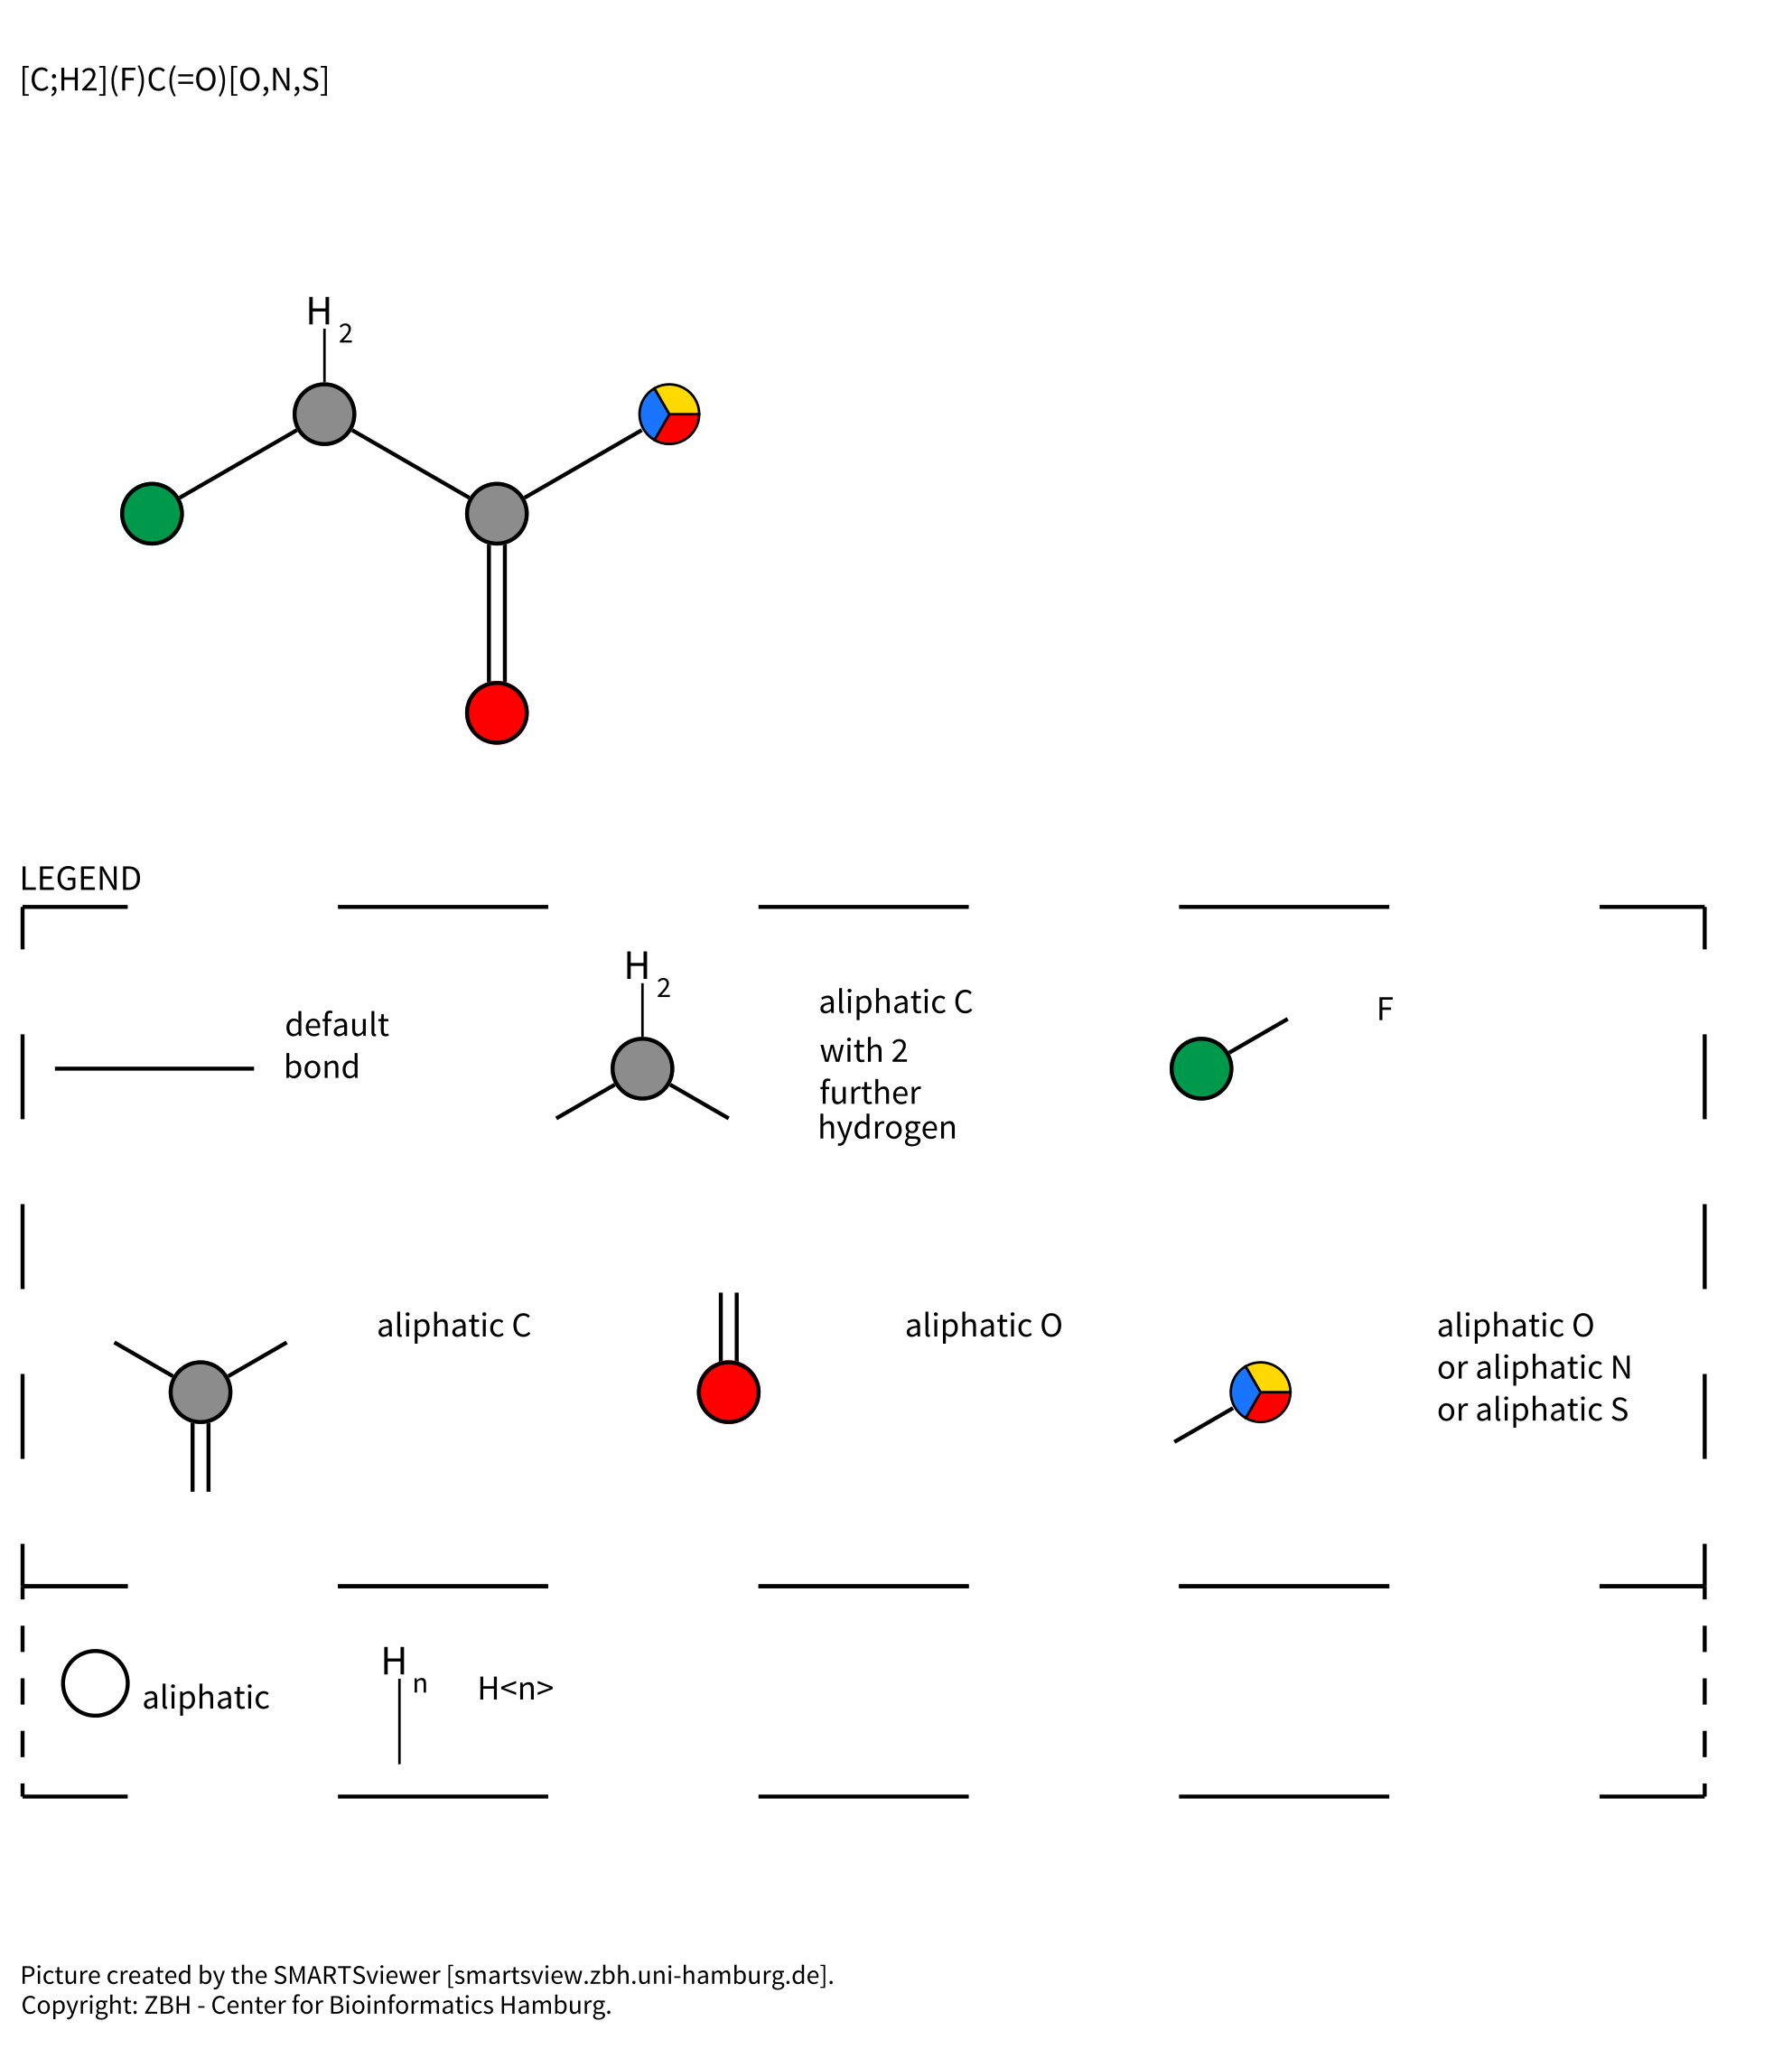 [C;H2](F)C(=O)[O,N,S]
H 2
LEGEND
default
bond
H 2
aliphatic C
with 2
further
hydrogen
F
aliphatic C
aliphatic O
aliphatic O
or aliphatic N
or aliphatic S
aliphatic
H n
H<n>
Picture created by the SMARTSviewer [smartsview.zbh.uni-hamburg.de].
Copyright: ZBH - Center for Bioinformatics Hamburg.